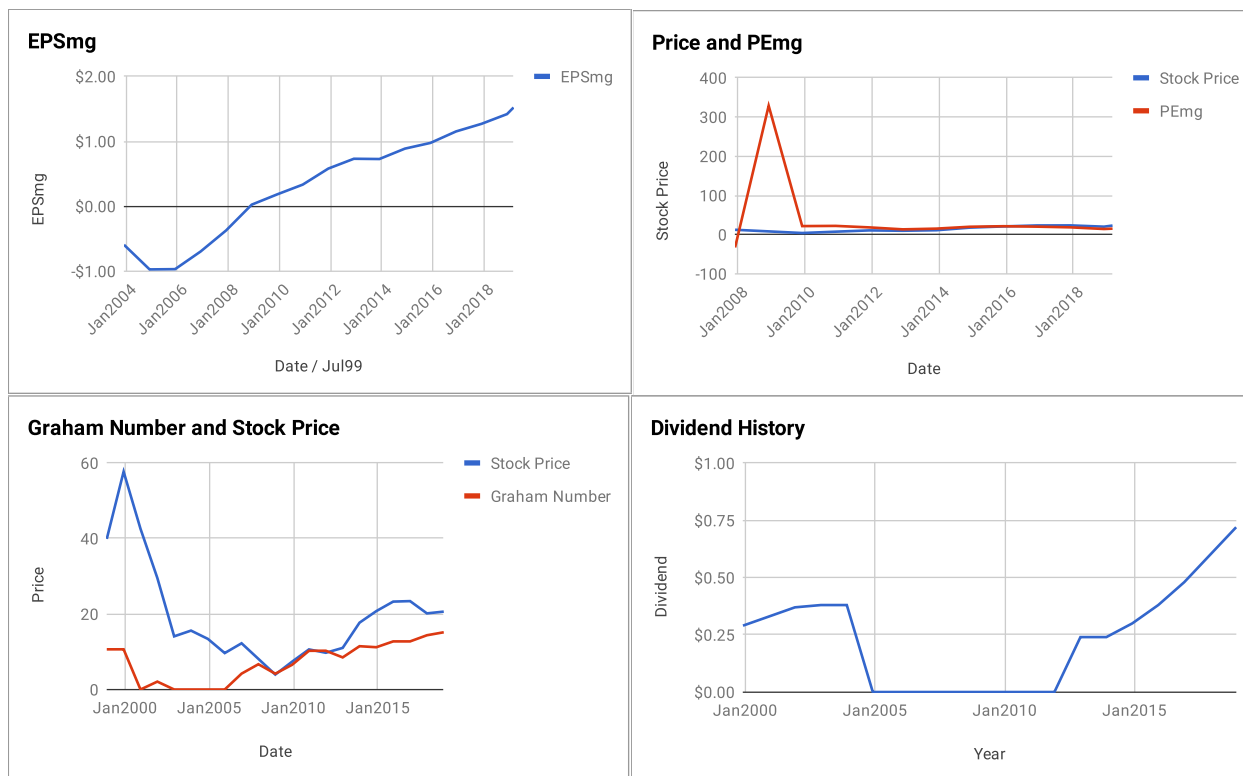 EPSmg
EPSmg
$2.00
$1.00
$0.00
-$1.00
EPSmg
Jan2004
Jan2006
Jan2008
Jan2010
Jan2012
Jan2014
Jan2016
Jan2018
Date / Jul99
Price and PEmg
Stock Price
PEmg
400
300
200
100
0
-100
Stock Price
Jan2008
Jan2010
Jan2012
Jan2014
Jan2016
Jan2018
Date
Graham Number and Stock Price
Stock Price
Graham Number
60
40
20
0
Price
Jan2000
Jan2005
Jan2010
Jan2015
Date
Dividend History
$1.00
$0.75
$0.50
$0.25
$0.00
Dividend
Jan2000
Jan2005
Jan2010
Jan2015
Year